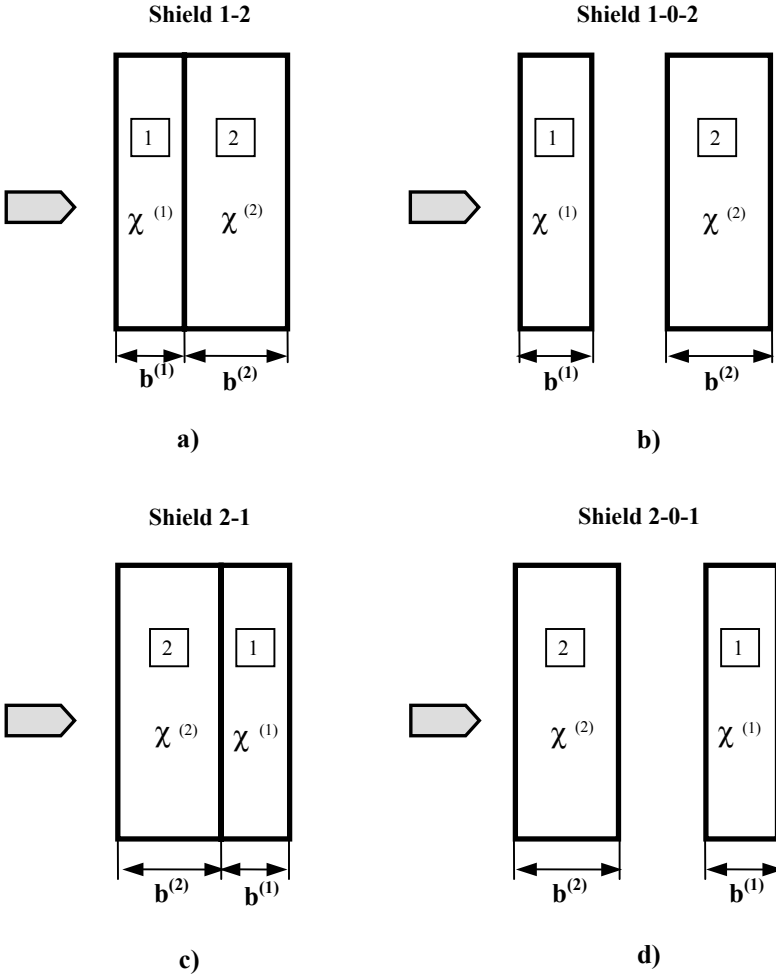 Shield 1-2
1
2
χ (1)
χ (2)
b(1)
b(2)
a)
Shield 1-0-2
1
2
χ (1)
χ (2)
b(1)
b(2)
b)
Shield 2-1
2
1
χ (2)
χ (1)
b(2)
b(1)
c)
Shield 2-0-1
2
1
χ (2)
χ (1)
b(2)
b(1)
d)